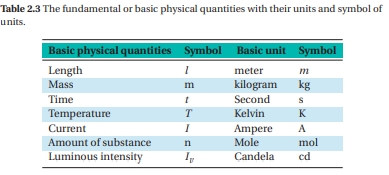 Table 2.3 The fundamental or basic physical quantities with their units and symbol of
units.
Basic physical quantities Symbol Basic unit Symbol
Length l meter m
Mass m kilogram kg
Time t Second s
Temperature T Kelvin K
Current I Ampere A
Amount of substance n Mole mol
Luminous intensity Iv Candela cd